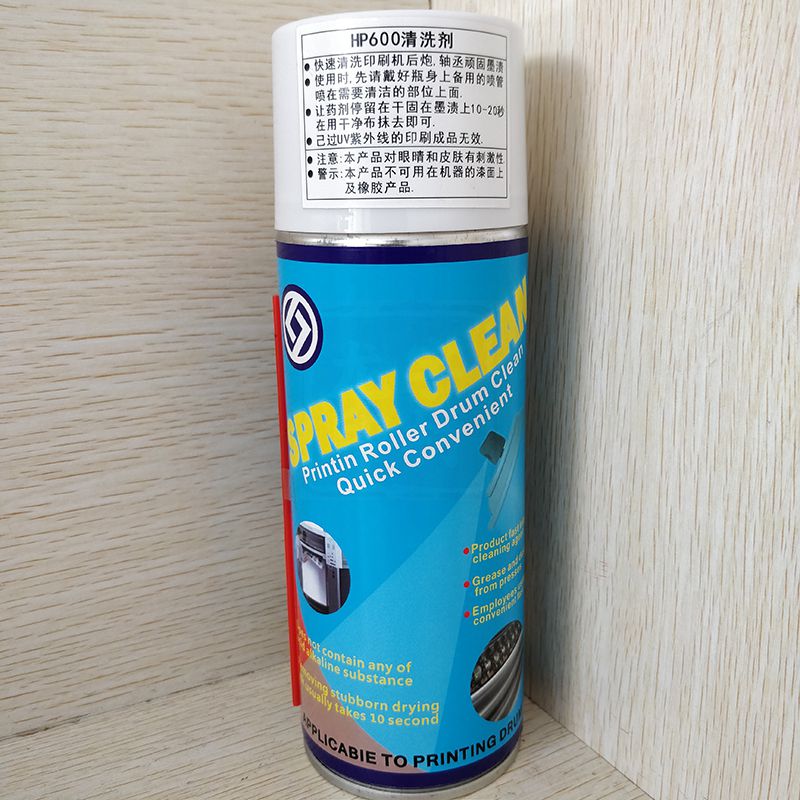 HP600清洗剂
● 快速清洗印刷机后炮,轴丞顽固墨渍
● 使用时,先请戴好瓶身上备用的喷管
喷在需要清洁的部位上面.
● 让药剂停留在干固在墨渍上10-20秒
在用干净布抹去即可.
● 己过UV紫外线的印刷成品无效.
● 注意:本产品对眼睛和皮肤有刺激性.
● 警示:本产品不可用在机器的漆面上
及橡胶产品.
SPRAY CLEAN
Printin Roller Drum Clean
Quick Convenient
● Product fast
cleaning
● Grease and
from presses
● Employees
convenient
not contain any of
alkaline substance
stubborn drying
usually takes 10 second
APPLICABIE TO PRINTING DRUM